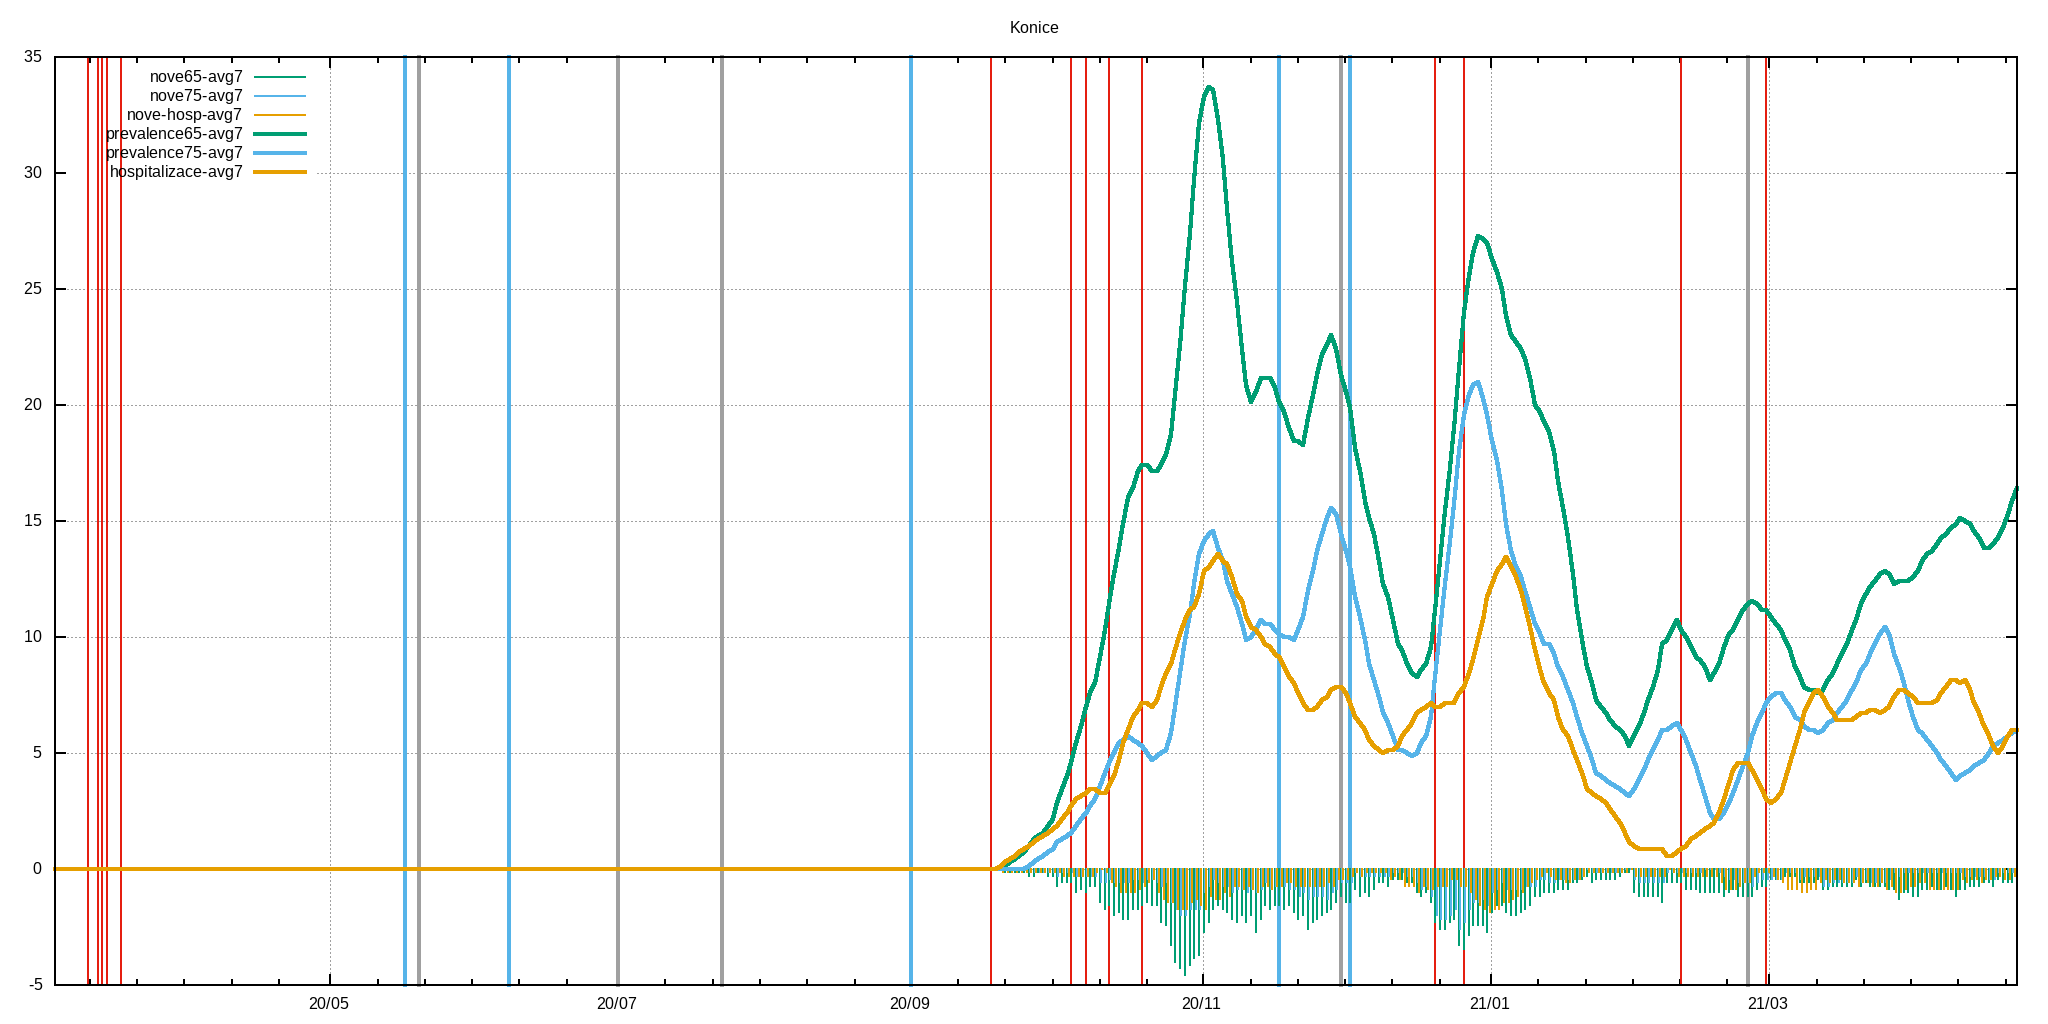 Konice
35
30
25
20
15
10
5
0
-5
nove65-avg7
nove75-avg7
nove-hosp-avg7
prevalence65-avg7
prevalence75-avg7
hospitalizace-avg7
20/05
20/07
20/09
20/11
21/01
21/03